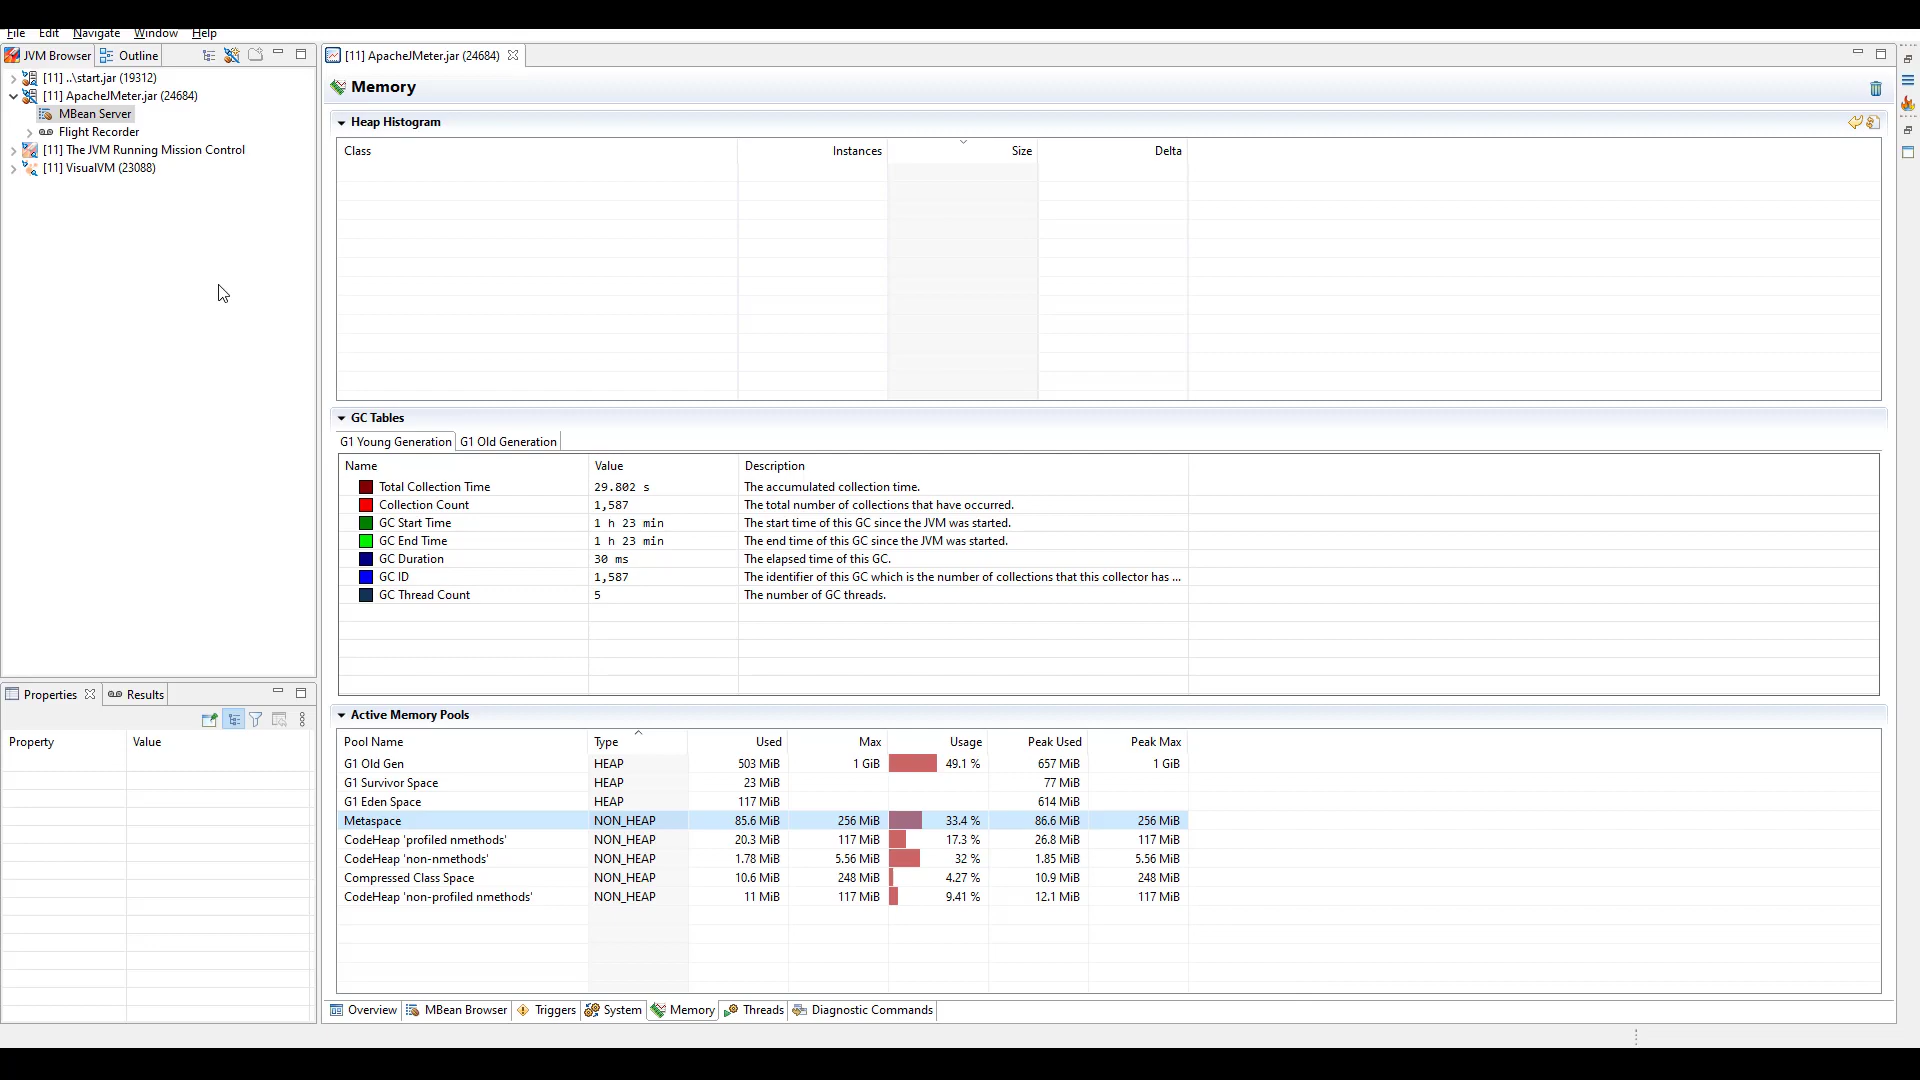 File Edit Navigate Window Help
JVM Browser Outline
[11] ..\start.jar (19312)
[11] ApacheJMeter.jar (24684)
MBean Server
Flight Recorder
[11] The JVM Running Mission Control
[11] VisualVM (23088)
Properties Results
Property Value
[11] ApacheJMeter.jar (24684)
Memory
Heap Histogram
Class Instances Size Delta
GC Tables
G1 Young Generation G1 Old Generation
Name Value Description
Total Collection Time 29.802 s The accumulated collection time.
Collection Count 1,587 The total number of collections that have occurred.
GC Start Time 1 h 23 min The start time of this GC since the JVM was started.
GC End Time 1 h 23 min The end time of this GC since the JVM was started.
GC Duration 30 ms The elapsed time of this GC.
GC ID 1,587 The identifier of this GC which is the number of collections that this collector has ...
GC Thread Count 5 The number of GC threads.
Active Memory Pools
Pool Name Type Used Max Usage Peak Used Peak Max
G1 Old Gen HEAP 503 MiB 1 GiB 49.1 % 657 MiB 1 GiB
G1 Survivor Space HEAP 23 MiB 77 MiB
G1 Eden Space HEAP 117 MiB 614 MiB
Metaspace NON_HEAP 85.6 MiB 256 MiB 33.4 % 86.6 MiB 256 MiB
CodeHeap 'profiled nmethods' NON_HEAP 20.3 MiB 117 MiB 17.3 % 26.8 MiB 117 MiB
CodeHeap 'non-nmethods' NON_HEAP 1.78 MiB 5.56 MiB 32 % 1.85 MiB 5.56 MiB
Compressed Class Space NON_HEAP 10.6 MiB 248 MiB 4.27 % 10.9 MiB 248 MiB
CodeHeap 'non-profiled nmethods' NON_HEAP 11 MiB 117 MiB 9.41 % 12.1 MiB 117 MiB
Overview MBean Browser Triggers System Memory Threads Diagnostic Commands